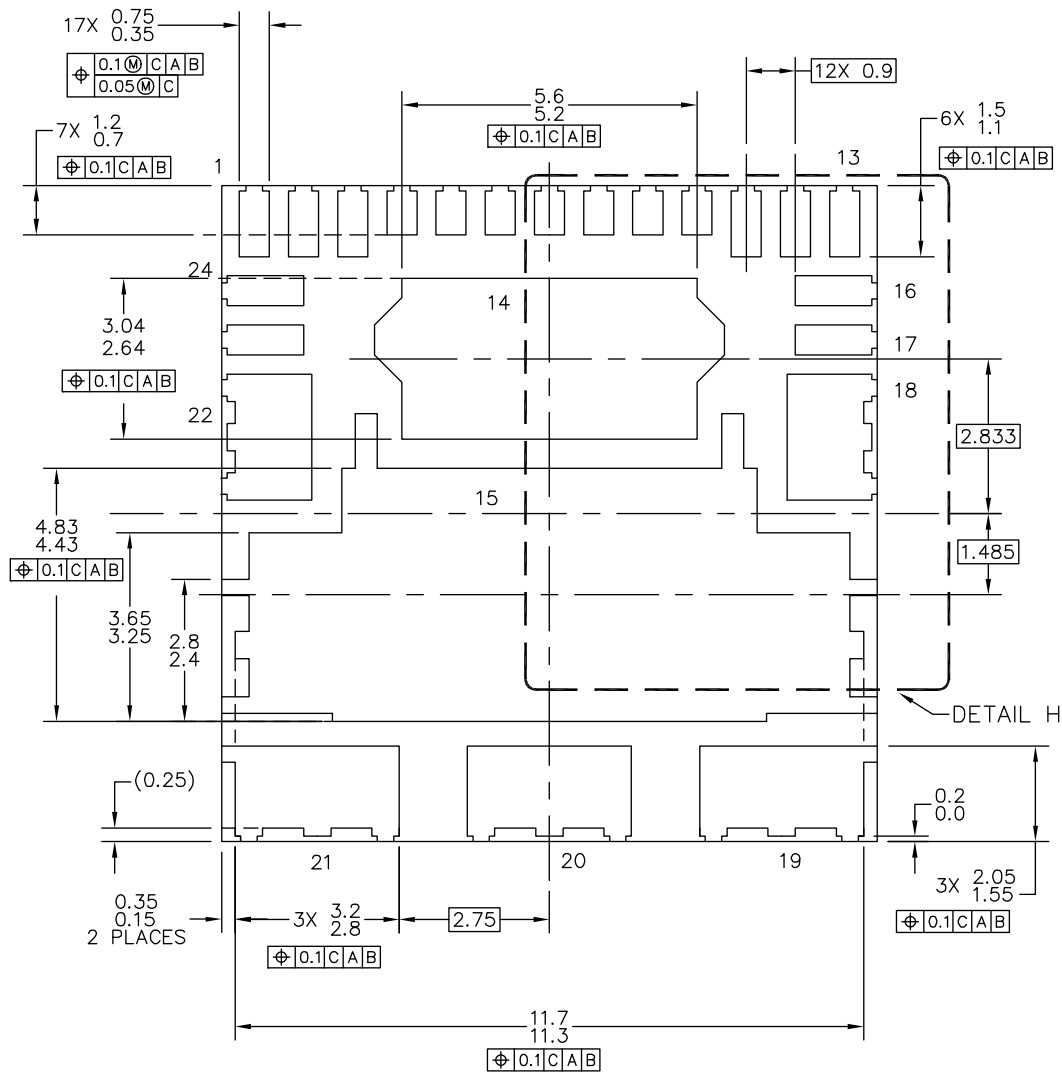 17X 0.75
0.35
⌖ 0.1Ⓜ C A B
0.05Ⓜ C
7X 1.2
0.7
⌖ 0.1 C A B
5.6
5.2
⌖ 0.1 C A B
12X 0.9
6X 1.5
1.1
⌖ 0.1 C A B
1
13
24
14
16
3.04
2.64
⌖ 0.1 C A B
17
18
22
2.833
15
4.83
4.43
⌖ 0.1 C A B
1.485
3.65
3.25
2.8
2.4
DETAIL H
(0.25)
0.2
0.0
21
20
19
0.35
0.15
2 PLACES
3X 3.2
2.8
⌖ 0.1 C A B
2.75
3X 2.05
1.55
⌖ 0.1 C A B
11.7
11.3
⌖ 0.1 C A B